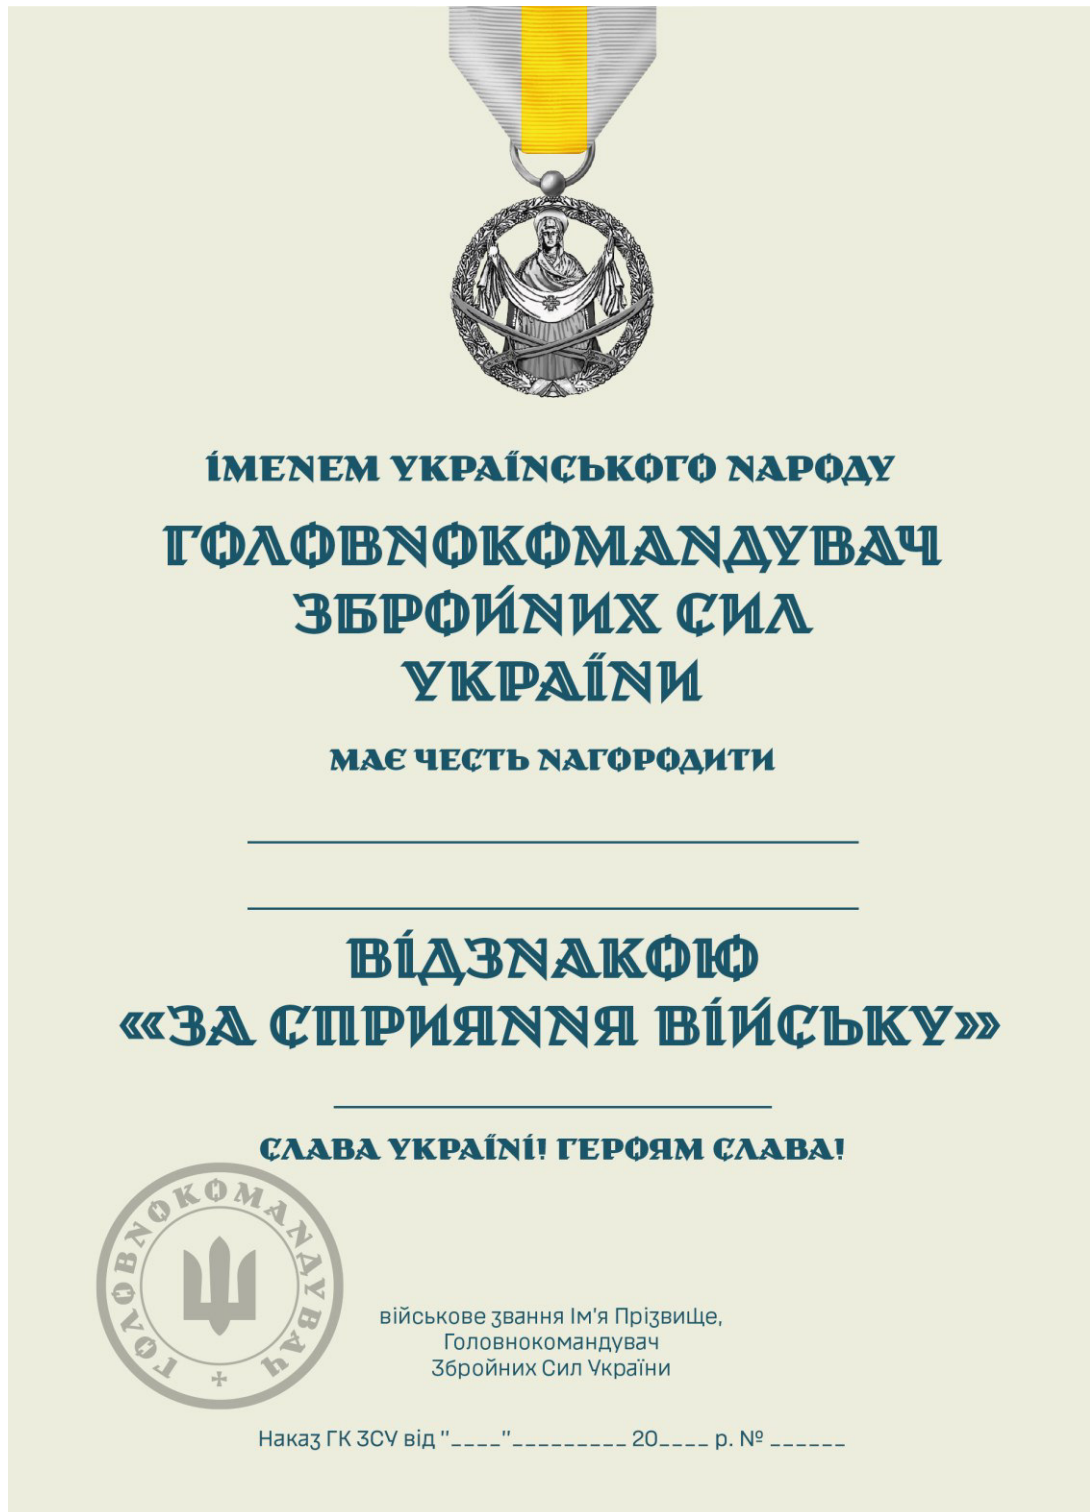 ІМЕНЕМ УКРАЇНСЬКОГО НАРОДУ
ГОЛОВНОКОМАНДУВАЧ
ЗБРОЙНИХ СИЛ
УКРАЇНИ
МАЄ ЧЕСТЬ НАГОРОДИТИ
ВІДЗНАКОЮ
«ЗА СПРИЯННЯ ВІЙСЬКУ»
СЛАВА УКРАЇНІ! ГЕРОЯМ СЛАВА!
ГОЛОВНОКОМАНДУВАЧ
військове звання Ім'я Прізвище,
Головнокомандувач
Збройних Сил України
Наказ ГК ЗСУ від "____"_________ 20____ р. № ______